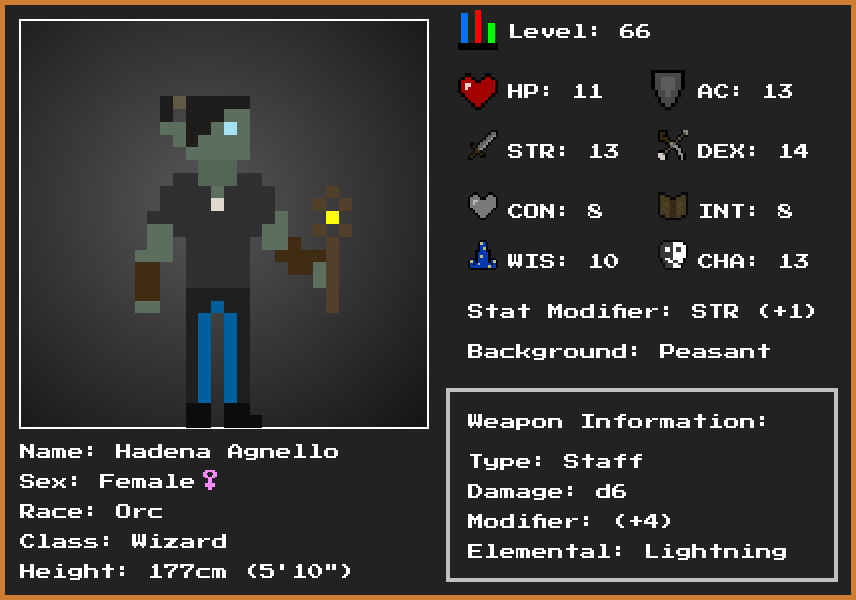 Level: 66
HP: 11 AC: 13
STR: 13 DEX: 14
CON: 8 INT: 8
WIS: 10 CHA: 13
Stat Modifier: STR (+1)
Background: Peasant
Weapon Information:
Type: Staff
Damage: d6
Modifier: (+4)
Elemental: Lightning
Name: Hadena Agnello
Sex: Female♀
Race: Orc
Class: Wizard
Height: 177cm (5'10")